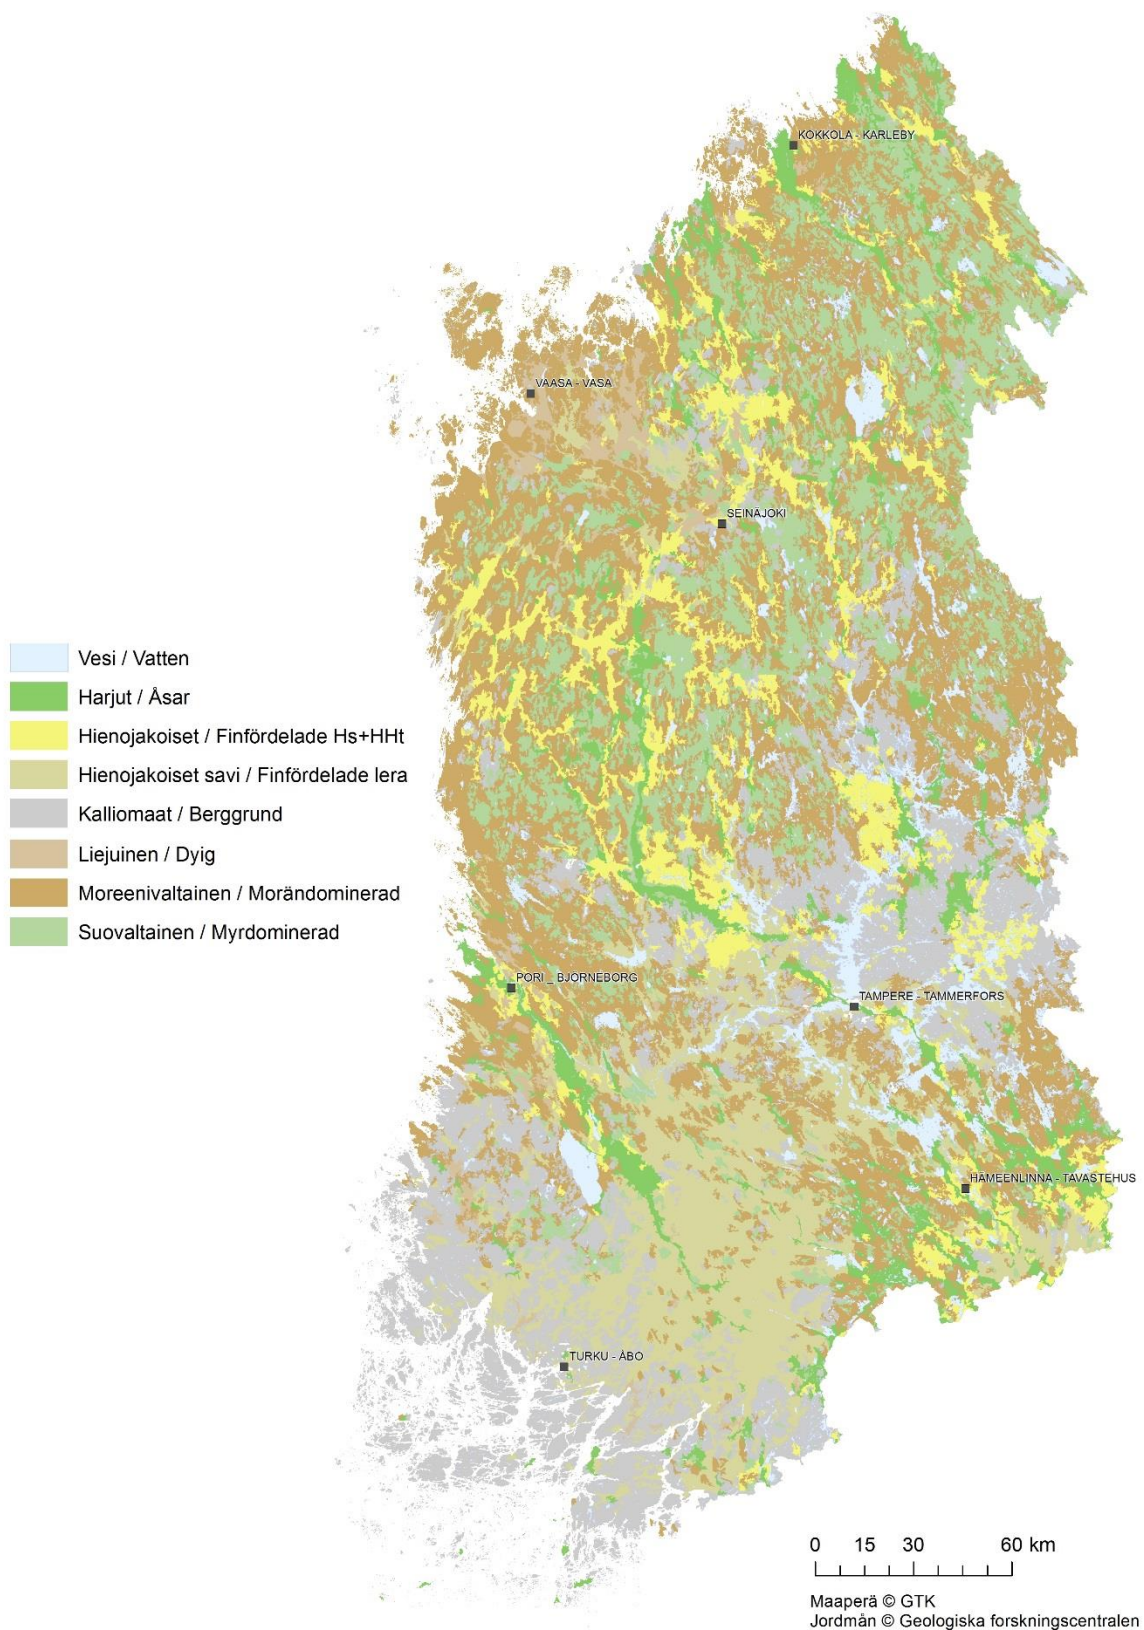 KOKKOLA - KARLEBY
VAASA - VASA
SEINÄJOKI
Vesi / Vatten
Harjut / Åsar
Hienojakoiset / Finfördelade Hs+HHt
Hienojakoiset savi / Finfördelade lera
Kalliomaat / Berggrund
Liejuinen / Dyig
Moreenivaltainen / Moröndominerad
Suovaltainen / Myrdominerad
PORI _ BJÖRNEBORG
TAMPERE - TAMMERFORS
HÄMEENLINNA - TAVASTEHUS
TURKU - ÅBO
0 15 30 60 km
Maaperä © GTK
Jordmån © Geologiska forskningscentralen